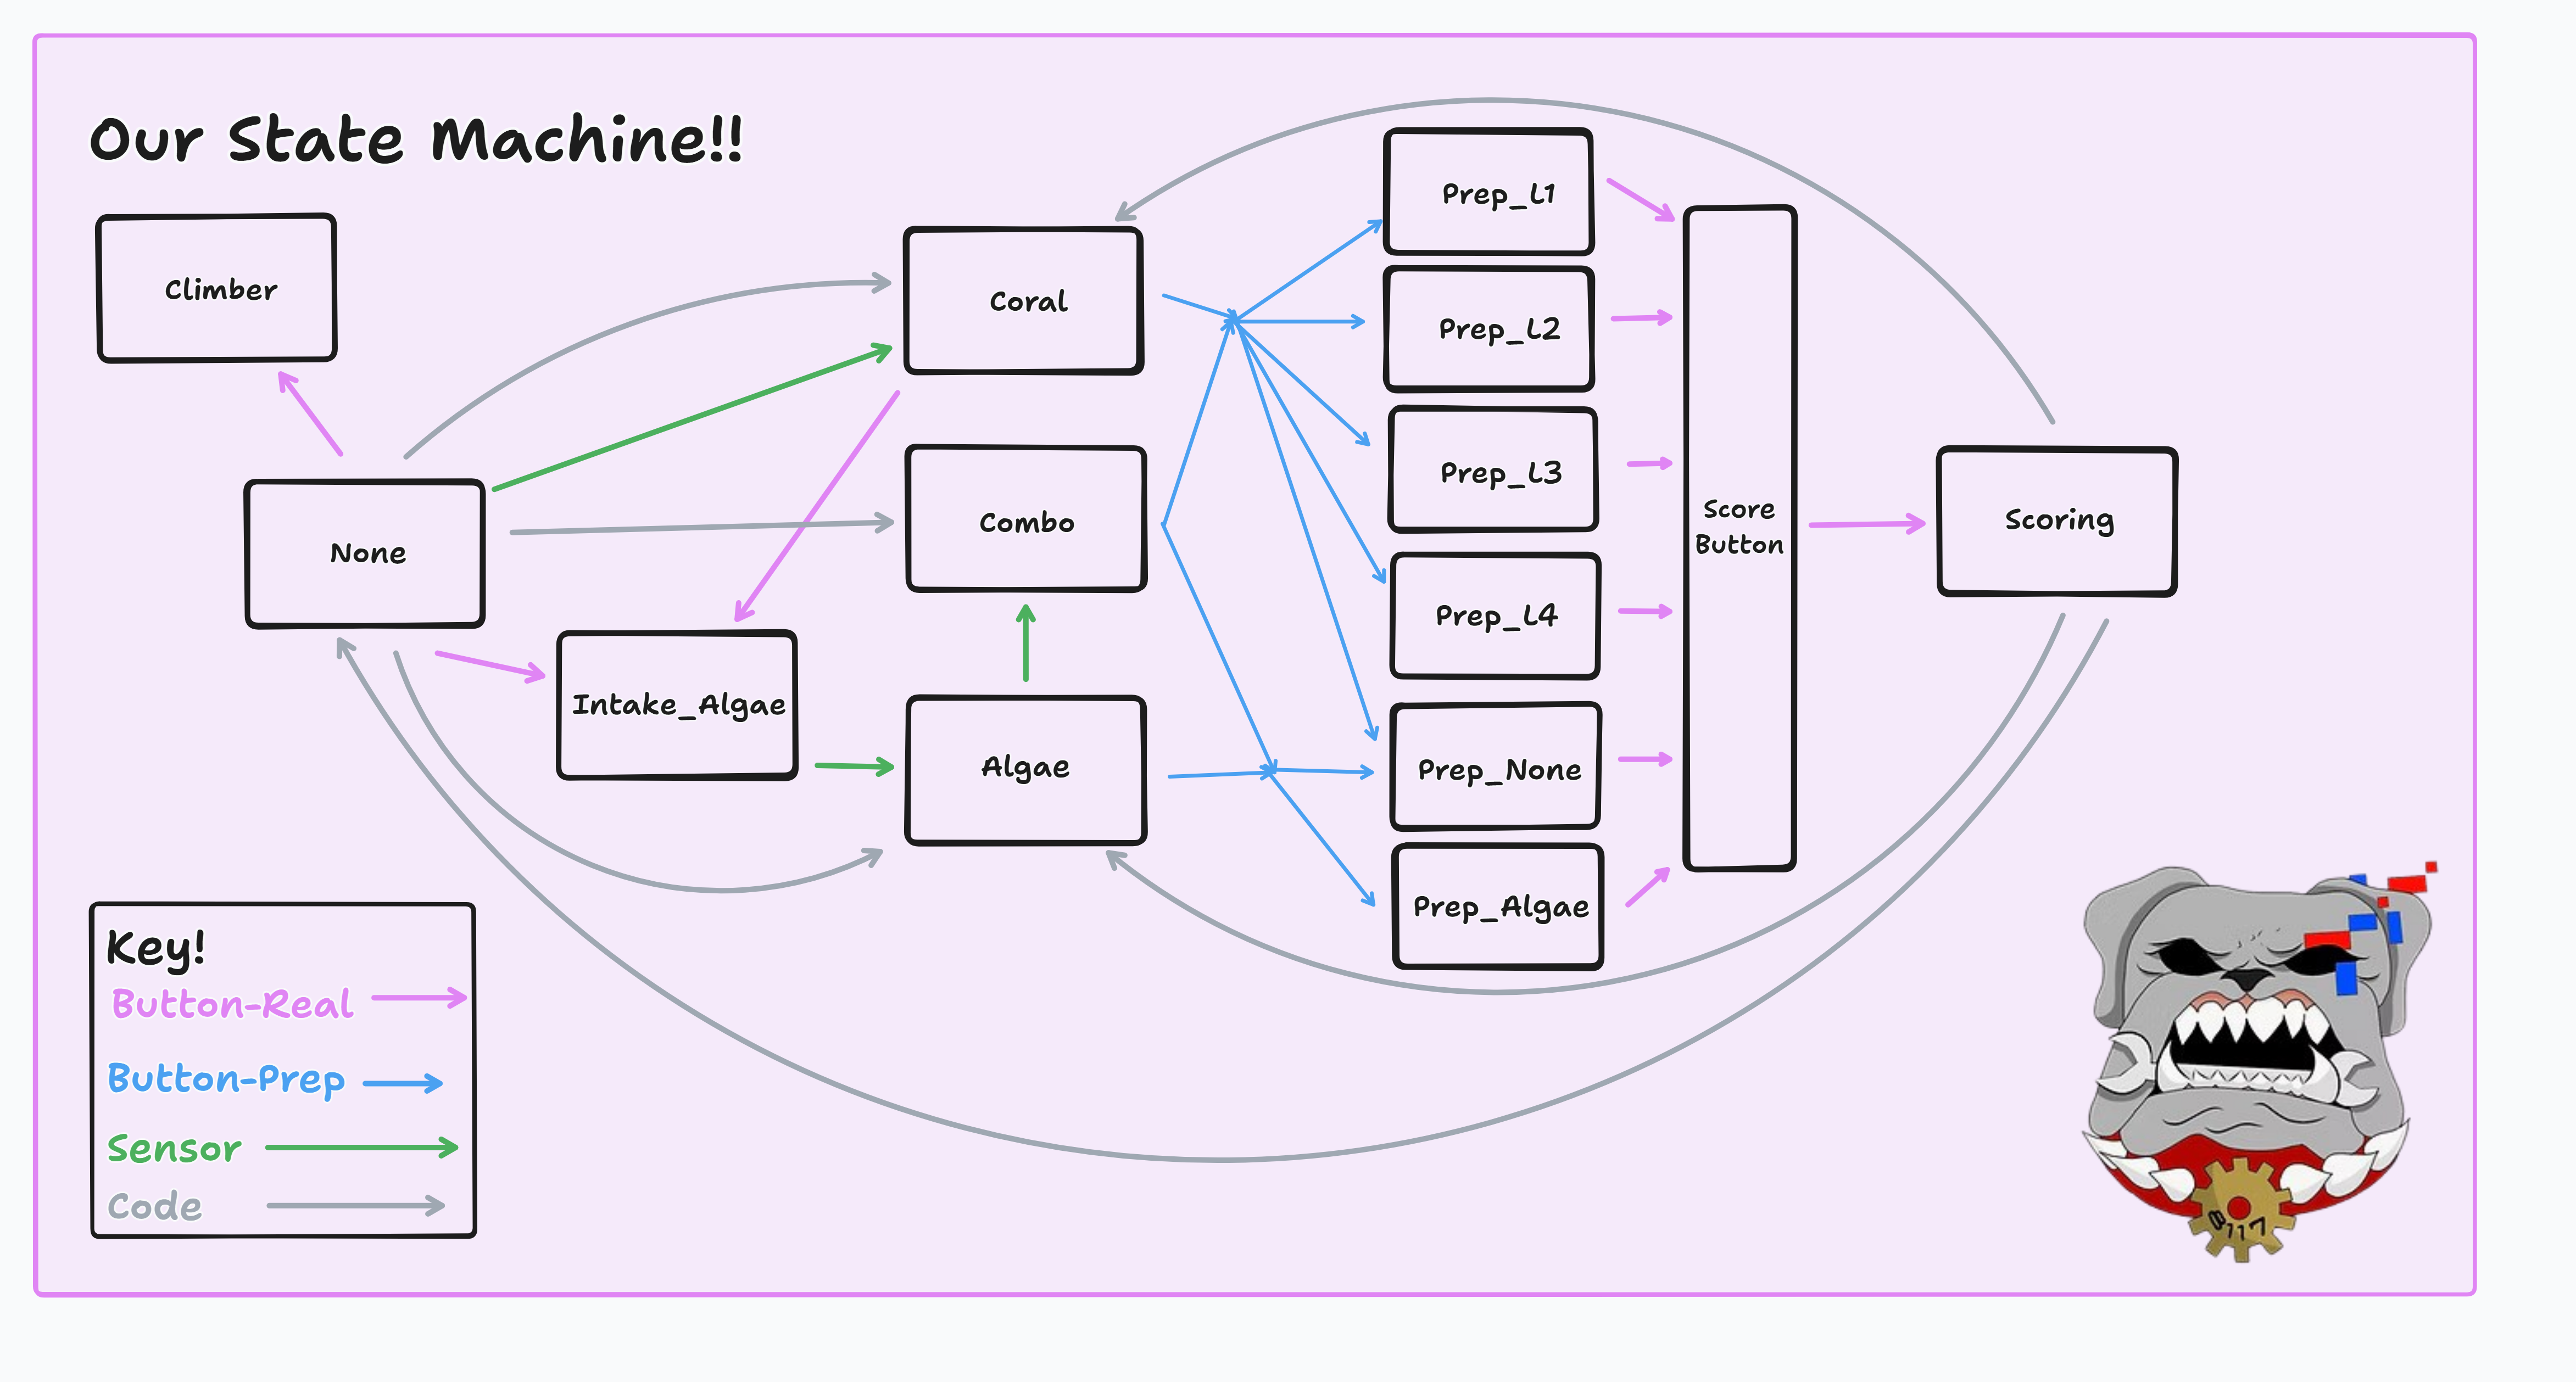 Our State Machine!!
Climber
None
Intake_Algae
Coral
Combo
Algae
Prep_L1
Prep_L2
Prep_L3
Prep_L4
Prep_None
Prep_Algae
Score
Button
Scoring
Key!
Button-Real
Button-Prep
Sensor
Code